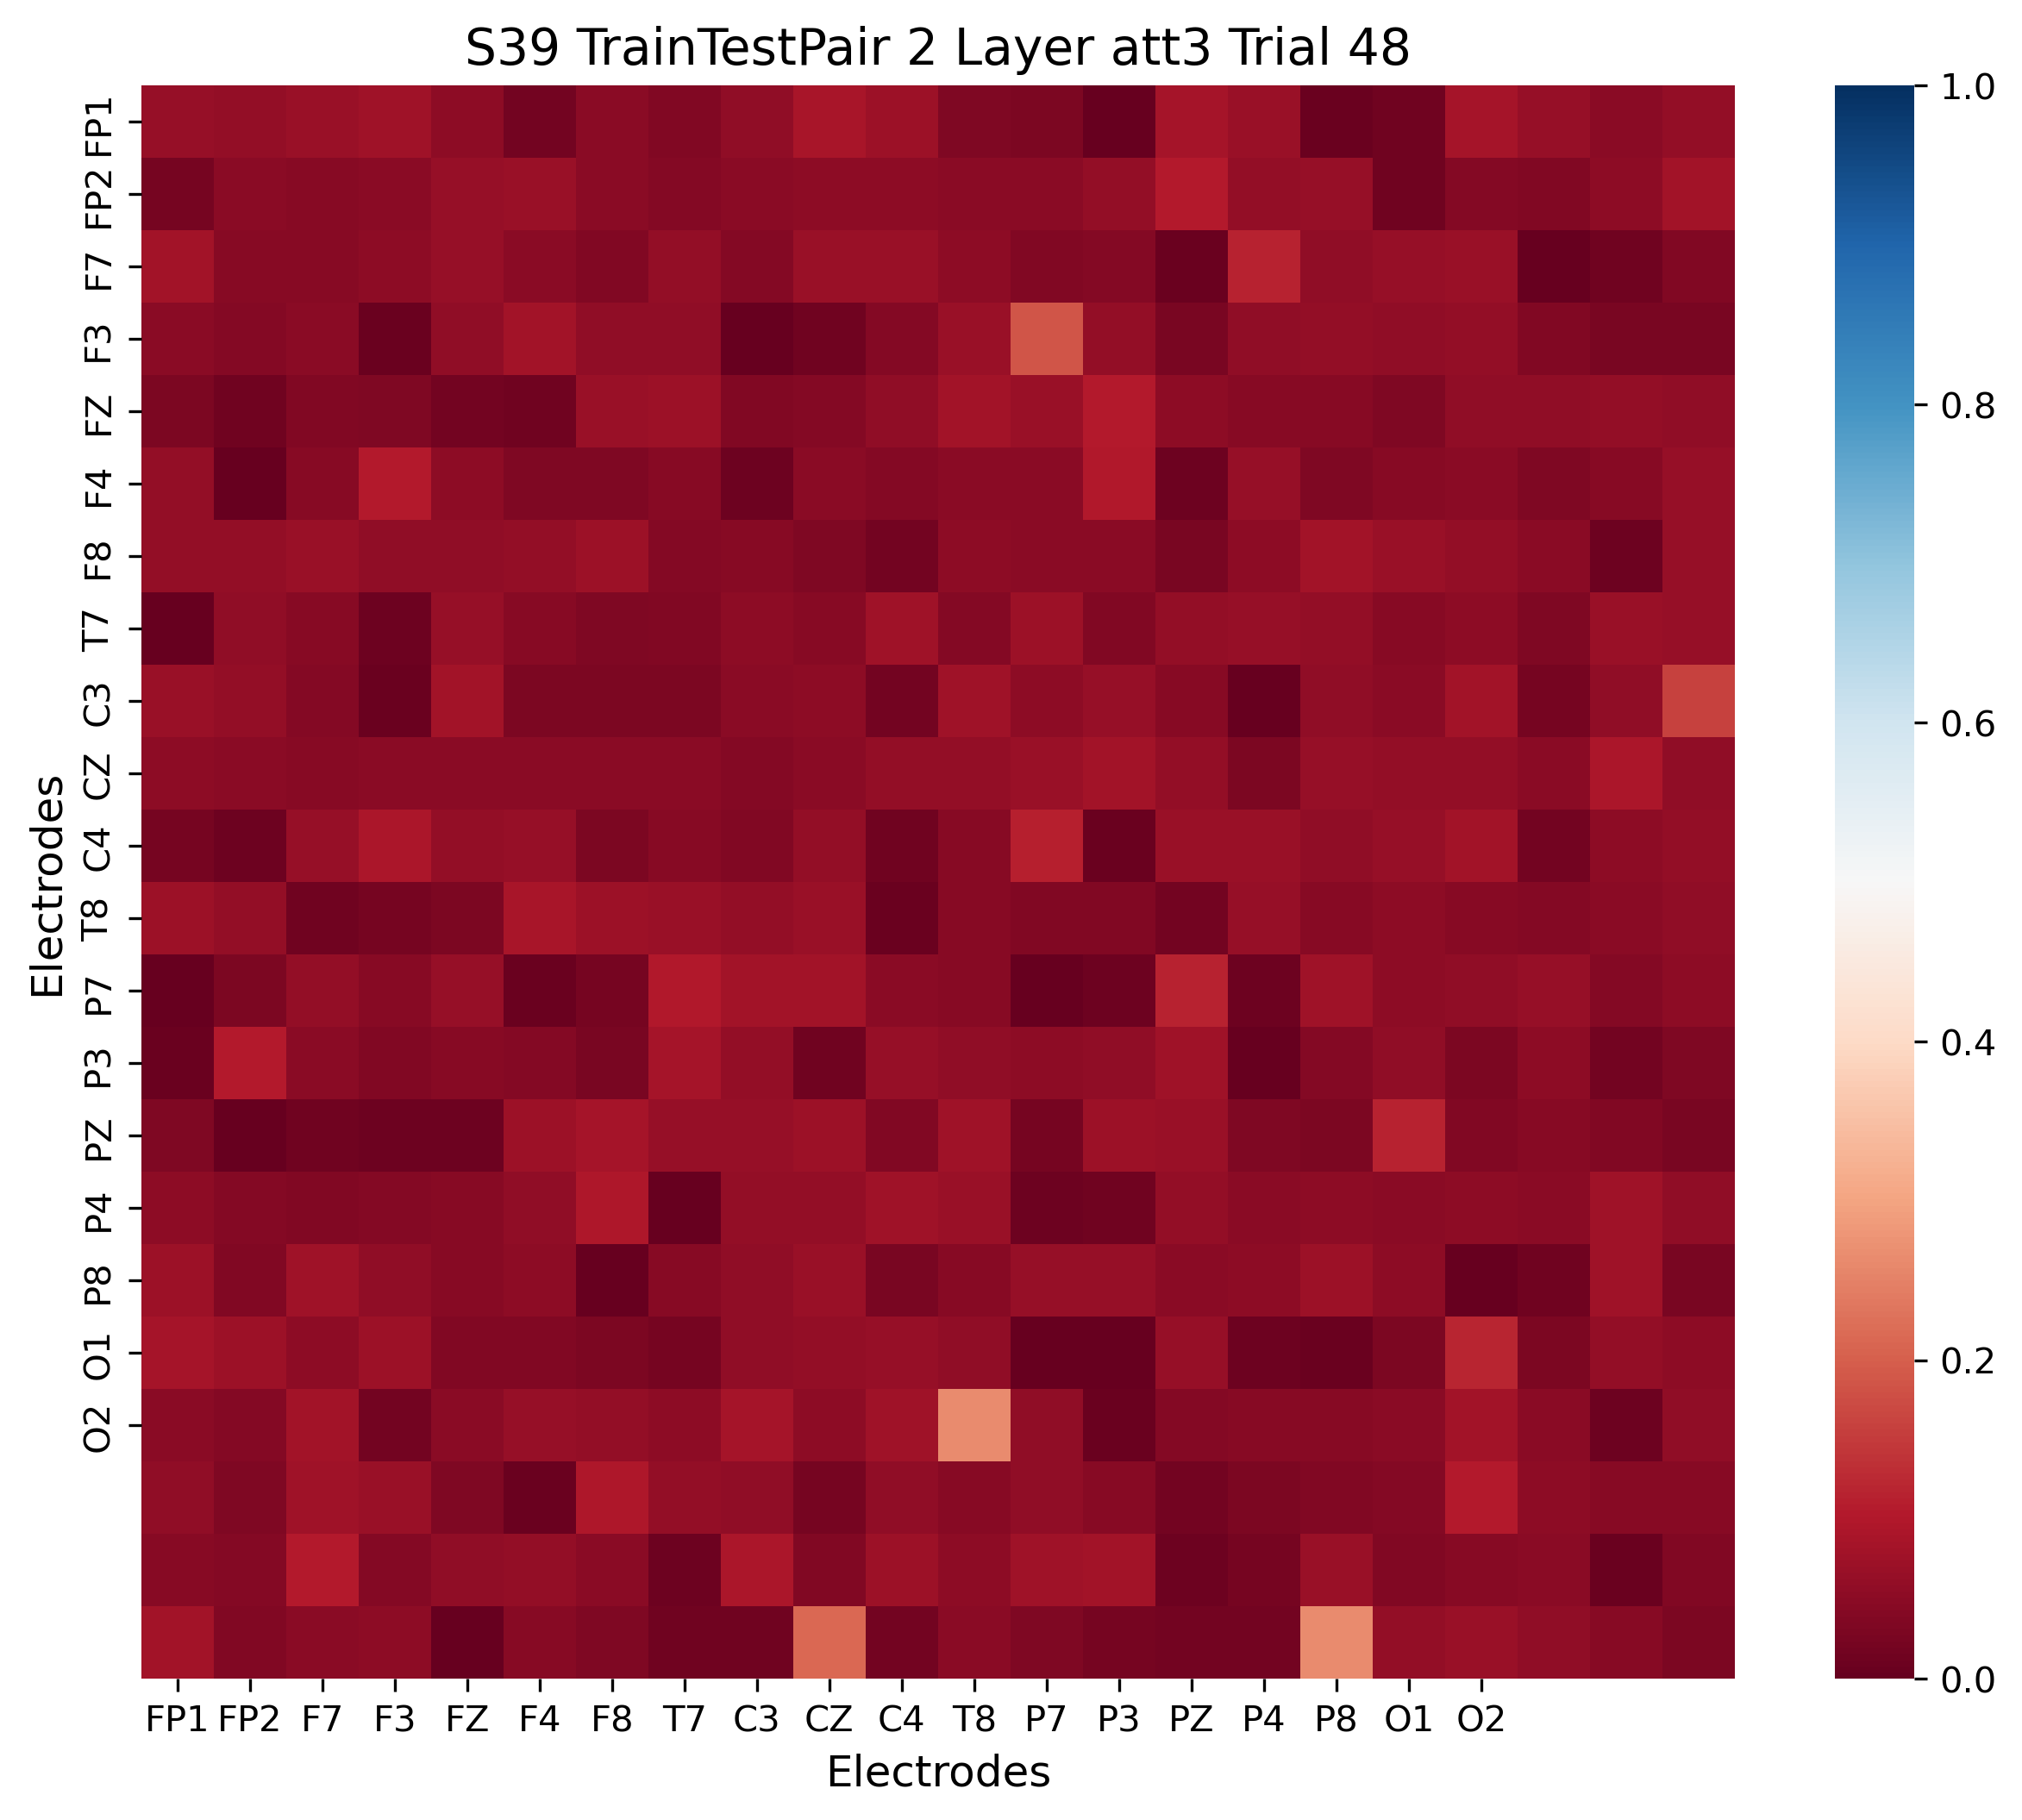 S39 TrainTestPair 2 Layer att3 Trial 48
Electrodes
FP1
FP2
F7
F3
FZ
F4
F8
T7
C3
CZ
C4
T8
P7
P3
PZ
P4
P8
O1
O2
FP1 FP2 F7 F3 FZ F4 F8 T7 C3 CZ C4 T8 P7 P3 PZ P4 P8 O1 O2
Electrodes
1.0
0.8
0.6
0.4
0.2
0.0